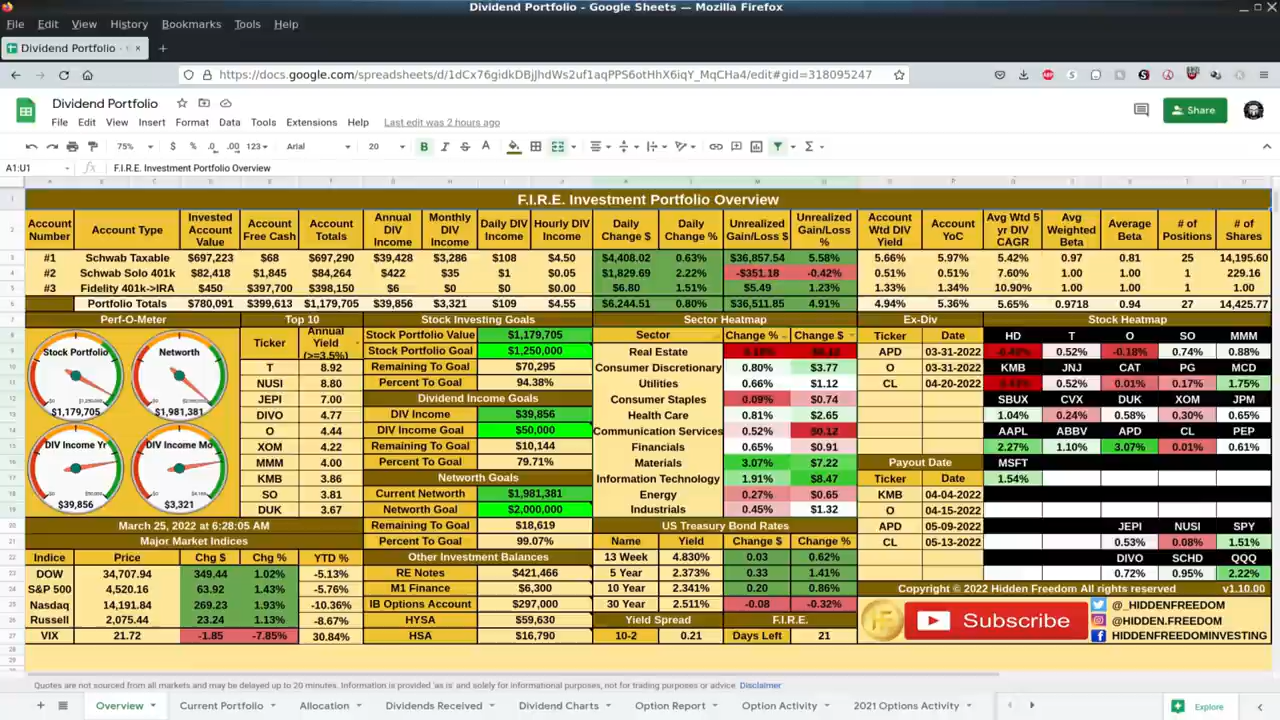 Dividend Portfolio - Google Sheets — Mozilla Firefox
File Edit View History Bookmarks Tools Help
Dividend Portfolio
https://docs.google.com/spreadsheets/d/1dCx76gidkDBjJhdWs2uf1aqPPS6otHhX6iqY_MqCHa4/edit#gid=318095247
Dividend Portfolio
File Edit View Insert Format Data Tools Extensions Help Last edit was 2 hours ago
Share
75% $ % .0 .00 123 Arial 20 B I S A
A1:U1 fx F.I.R.E. Investment Portfolio Overview
F.I.R.E. Investment Portfolio Overview
Account Number Account Type Invested Account Value Account Free Cash Account Totals Annual DIV Income Monthly DIV Income Daily DIV Income Hourly DIV Income Daily Change $ Daily Change % Unrealized Gain/Loss $ Unrealized Gain/Loss % Account Wtd DIV Yield Account YoC Avg Wtd 5 yr DIV CAGR Avg Weighted Beta Average Beta # of Positions # of Shares
#1 Schwab Taxable $697,223 $68 $697,290 $39,428 $3,286 $108 $4.50 $4,408.02 0.63% $36,857.54 5.58% 5.66% 5.97% 5.42% 0.97 0.81 25 14,195.60
#2 Schwab Solo 401k $82,418 $1,845 $84,264 $422 $35 $1 $0.05 $1,829.69 2.22% -$351.18 -0.42% 0.51% 0.51% 7.60% 1.00 1.00 1 229.16
#3 Fidelity 401k->IRA $450 $397,700 $398,150 $6 $0 $0 $0.00 $6.80 1.51% $5.49 1.23% 1.33% 1.34% 10.90% 1.00 1.00 1 1.00
Portfolio Totals $780,091 $399,613 $1,179,705 $39,856 $3,321 $109 $4.55 $6,244.51 0.80% $36,511.85 4.91% 4.94% 5.36% 5.65% 0.9718 0.94 27 14,425.77
Perf-O-Meter Top 10 Stock Investing Goals Sector Heatmap Ex-Div Stock Heatmap
Stock Portfolio
$1,179,705
Networth
$1,981,381
DIV Income Yr
$39,856
DIV Income Mo
$3,321
Ticker Annual Yield (>=3.5%)
T 8.92
NUSI 8.80
JEPI 7.00
DIVO 4.77
O 4.44
XOM 4.22
MMM 4.00
KMB 3.86
SO 3.81
DUK 3.67
Stock Portfolio Value $1,179,705
Stock Portfolio Goal $1,250,000
Remaining To Goal $70,295
Percent To Goal 94.38%
Dividend Income Goals
DIV Income $39,856
DIV Income Goal $50,000
Remaining To Goal $10,144
Percent To Goal 79.71%
Networth Goals
Current Networth $1,981,381
Networth Goal $2,000,000
Remaining To Goal $18,619
Percent To Goal 99.07%
Other Investment Balances
RE Notes $421,466
M1 Finance $6,300
IB Options Account $297,000
HYSA $59,630
HSA $16,790
Sector Change % Change $
Real Estate
Consumer Discretionary 0.80% $3.77
Utilities 0.66% $1.12
Consumer Staples 0.09% $0.74
Health Care 0.81% $2.65
Communication Services 0.52% $0.12
Financials 0.65% $0.91
Materials 3.07% $7.22
Information Technology 1.91% $8.47
Energy 0.27% $0.65
Industrials 0.45% $1.32
US Treasury Bond Rates
Name Yield Change $ Change %
13 Week 4.830% 0.03 0.62%
5 Year 2.373% 0.33 1.41%
10 Year 2.341% 0.20 0.86%
30 Year 2.511% -0.08 -0.32%
Yield Spread F.I.R.E.
10-2 0.21 Days Left 21
Ticker Date
APD 03-31-2022
O 03-31-2022
CL 04-20-2022
Payout Date
Ticker Date
KMB 04-04-2022
O 04-15-2022
APD 05-09-2022
CL 05-13-2022
HD T O SO MMM
0.52% -0.18% 0.74% 0.88%
KMB JNJ CAT PG MCD
0.52% 0.01% 0.17% 1.75%
SBUX CVX DUK XOM JPM
1.04% 0.24% 0.58% 0.30% 0.65%
AAPL ABBV APD CL PEP
2.27% 1.10% 3.07% 0.01% 0.61%
MSFT
1.54%
JEPI NUSI SPY
0.53% 0.08% 1.51%
DIVO SCHD QQQ
0.72% 0.95% 2.22%
March 25, 2022 at 6:28:05 AM
Major Market Indices
Indice Price Chg $ Chg % YTD %
DOW 34,707.94 349.44 1.02% -5.13%
S&P 500 4,520.16 63.92 1.43% -5.76%
Nasdaq 14,191.84 269.23 1.93% -10.36%
Russell 2,075.44 23.24 1.13% -8.67%
VIX 21.72 -1.85 -7.85% 30.84%
Copyright © 2022 Hidden Freedom All rights reserved v1.10.00
Subscribe
@_HIDDENFREEDOM
@HIDDEN.FREEDOM
HIDDENFREEDOMINVESTING
Quotes are not sourced from all markets and may be delayed up to 20 minutes. Information is provided 'as is' and solely for informational purposes, not for trading purposes or advice. Disclaimer
Overview Current Portfolio Allocation Dividends Received Dividend Charts Option Report Option Activity 2021 Options Activity Explore